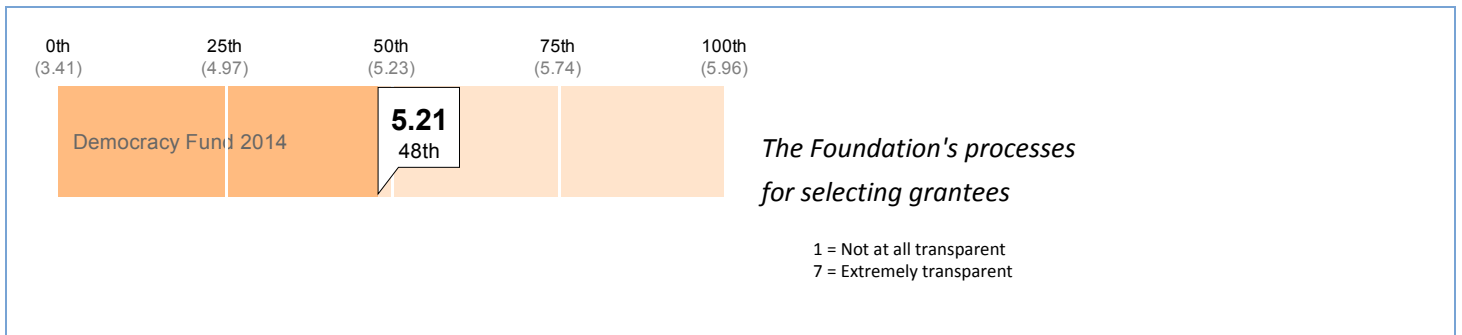 0th 25th 50th 75th 100th
(3.41) (4.97) (5.23) (5.74) (5.96)
Democracy Fund 2014
5.21
48th
The Foundation's processes
for selecting grantees
1 = Not at all transparent
7 = Extremely transparent